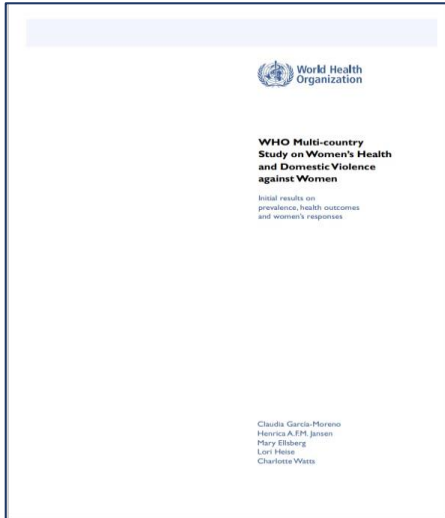 World Health
Organization
WHO Multi-country
Study on Women's Health
and Domestic Violence
against Women
Initial results on
prevalence, health outcomes
and women's responses
Claudia García-Moreno
Henrica A.F.M. Jansen
Mary Ellsberg
Lori Heise
Charlotte Watts